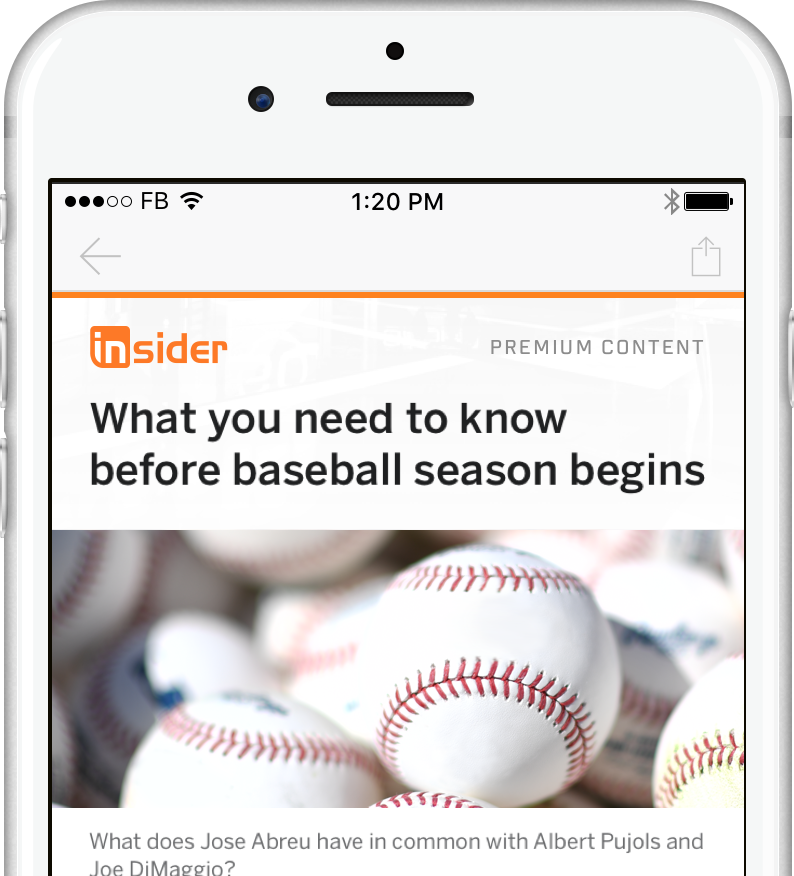 FB 1:20 PM
insider PREMIUM CONTENT
What you need to know
before baseball season begins
What does Jose Abreu have in common with Albert Pujols and
Joe DiMaggio?